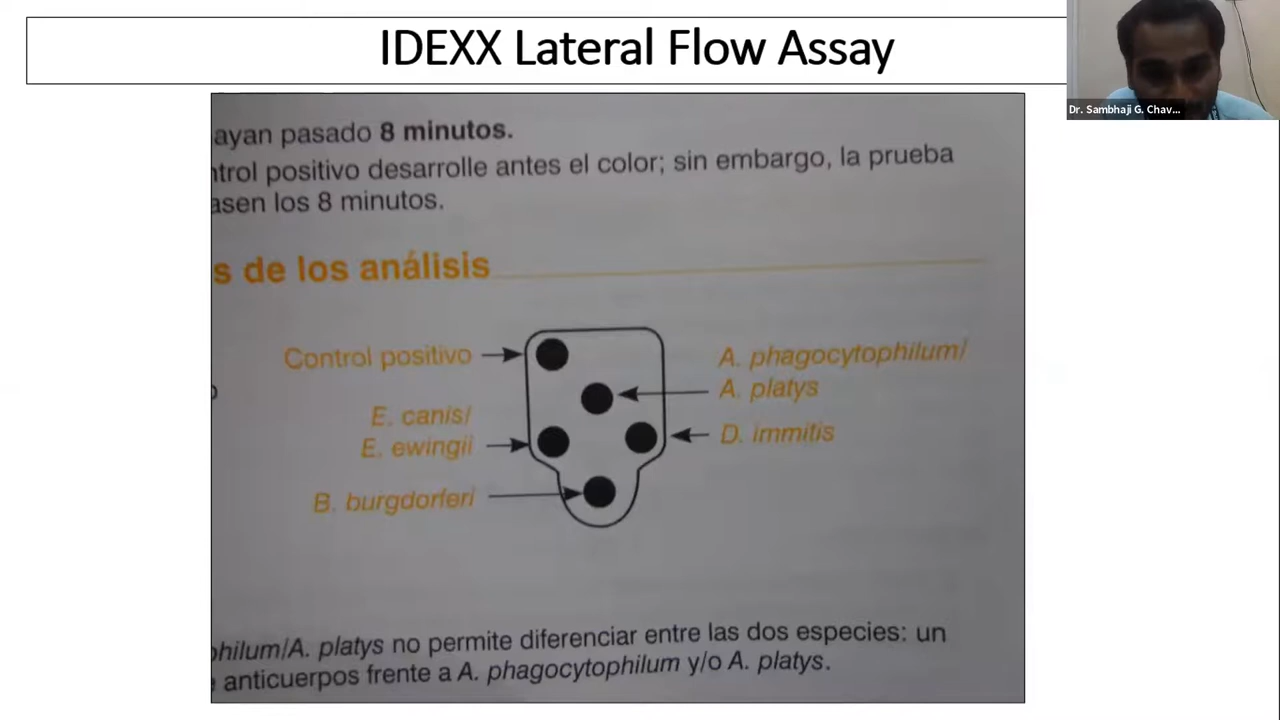 IDEXX Lateral Flow Assay
Dr. Sambhaji G. Chav...
ayan pasado 8 minutos.
ntrol positivo desarrolle antes el color; sin embargo, la prueba
asen los 8 minutos.
s de los análisis
Control positivo
A. phagocytophilum/
A. platys
E. canis/
E. ewingii
D. immitis
B. burgdorferi
philum/A. platys no permite diferenciar entre las dos especies: un
anticuerpos frente a A. phagocytophilum y/o A. platys.